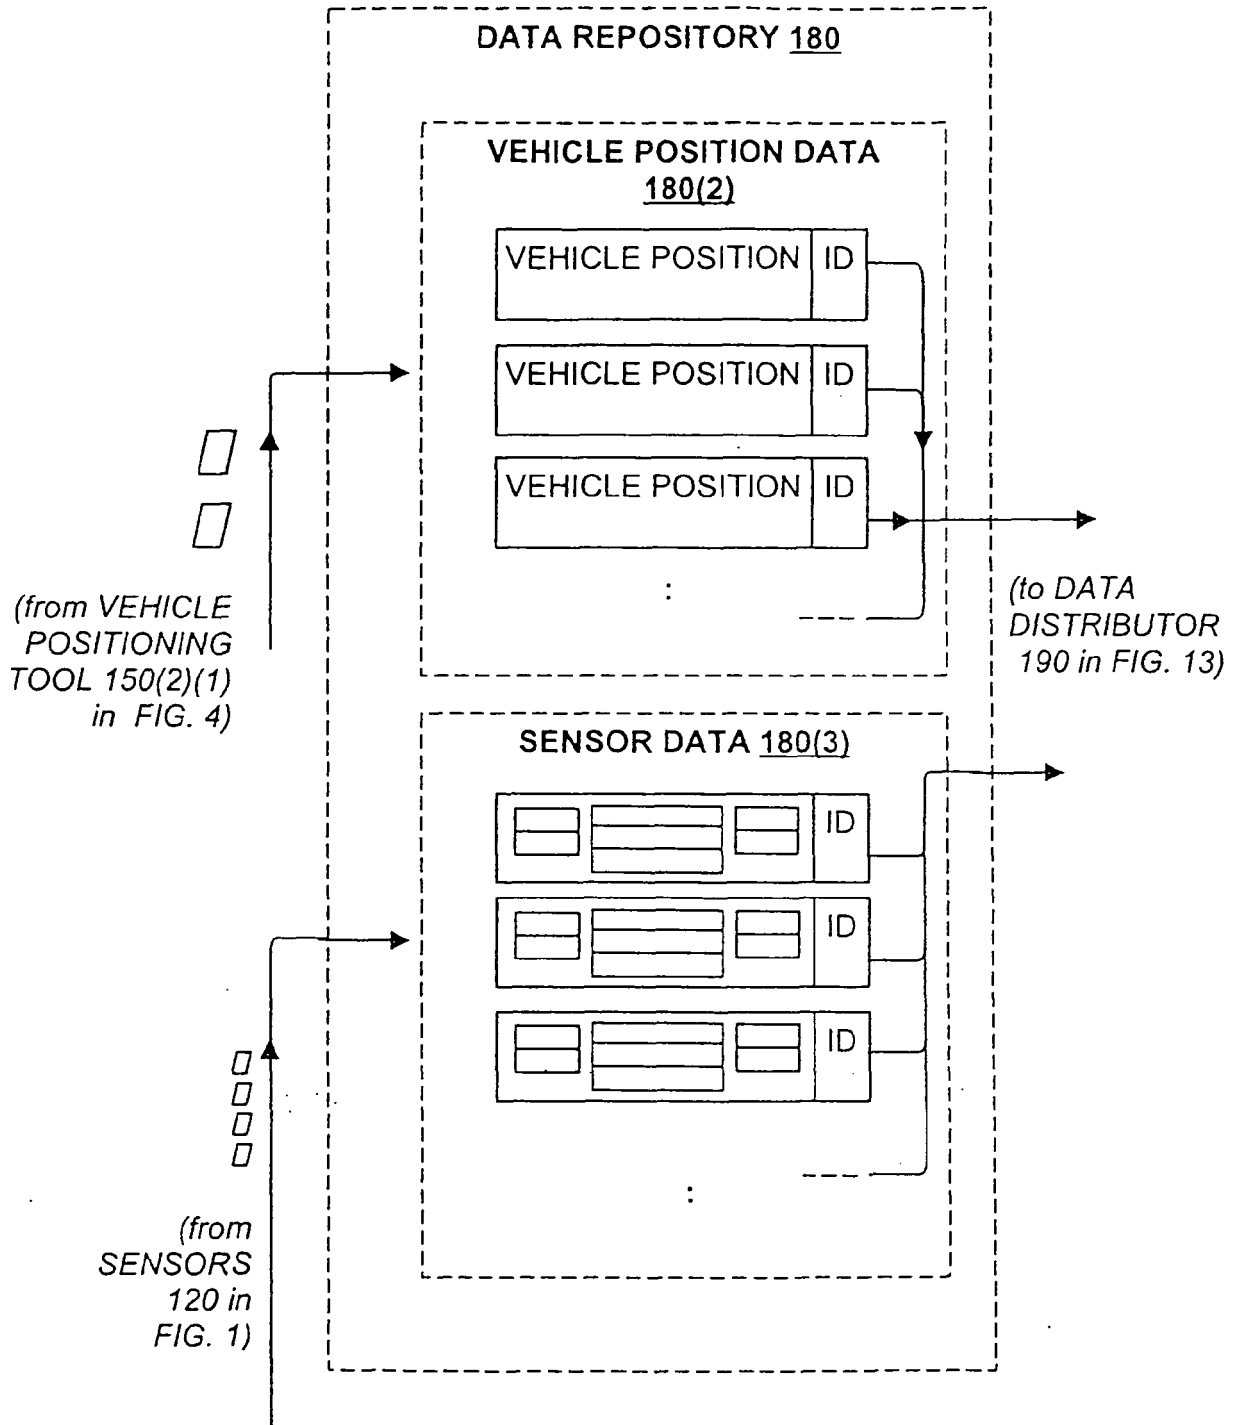 DATA REPOSITORY 180
VEHICLE POSITION DATA
180(2)
VEHICLE POSITION ID
VEHICLE POSITION ID
VEHICLE POSITION ID
:
(from VEHICLE
POSITIONING
TOOL 150(2)(1)
in FIG. 4)
(to DATA
DISTRIBUTOR
190 in FIG. 13)
SENSOR DATA 180(3)
ID
ID
ID
:
(from
SENSORS
120 in
FIG. 1)